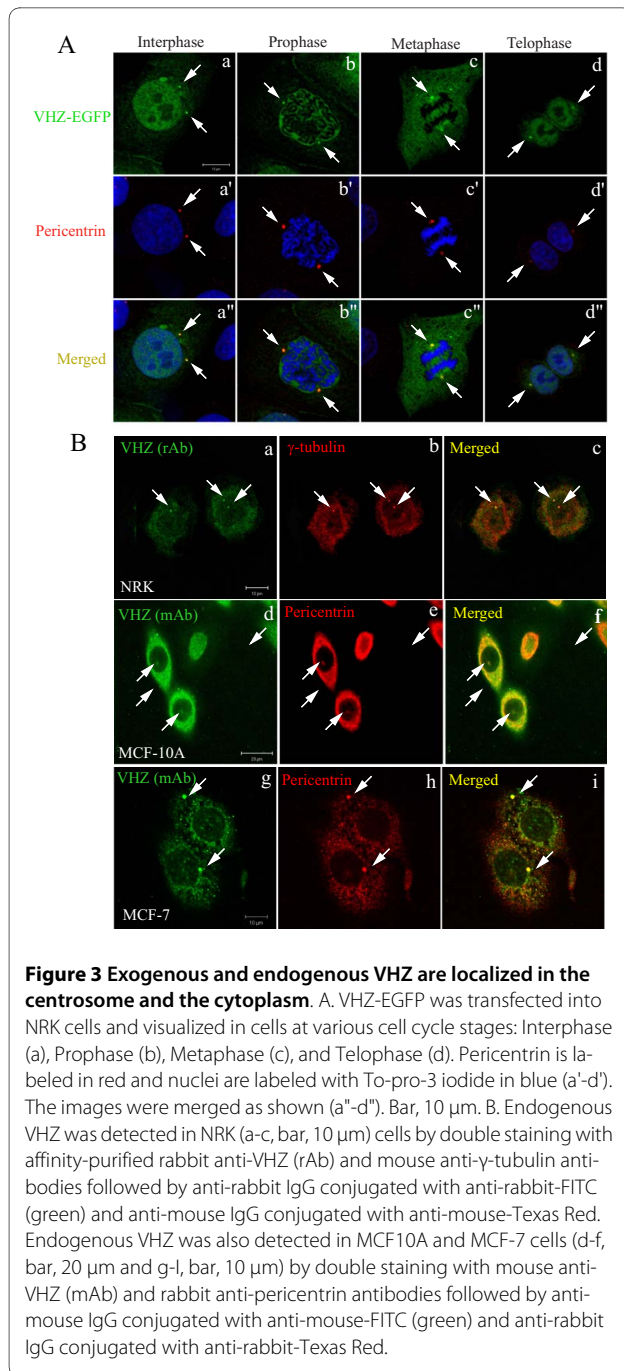 A
Interphase Prophase Metaphase Telophase
VHZ-EGFP a b c d
10 μm
Pericentrin a' b' c' d'
Merged a" b" c" d"
B
VHZ (rAb) a γ-tubulin b Merged c
NRK 10 μm
VHZ (mAb) d Pericentrin e Merged f
MCF-10A 20 μm
VHZ (mAb) g Pericentrin h Merged i
MCF-7 10 μm
Figure 3 Exogenous and endogenous VHZ are localized in the
centrosome and the cytoplasm. A. VHZ-EGFP was transfected into
NRK cells and visualized in cells at various cell cycle stages: Interphase
(a), Prophase (b), Metaphase (c), and Telophase (d). Pericentrin is la-
beled in red and nuclei are labeled with To-pro-3 iodide in blue (a'-d').
The images were merged as shown (a"-d"). Bar, 10 μm. B. Endogenous
VHZ was detected in NRK (a-c, bar, 10 μm) cells by double staining with
affinity-purified rabbit anti-VHZ (rAb) and mouse anti-γ-tubulin anti-
bodies followed by anti-rabbit IgG conjugated with anti-rabbit-FITC
(green) and anti-mouse IgG conjugated with anti-mouse-Texas Red.
Endogenous VHZ was also detected in MCF10A and MCF-7 cells (d-f,
bar, 20 μm and g-I, bar, 10 μm) by double staining with mouse anti-
VHZ (mAb) and rabbit anti-pericentrin antibodies followed by anti-
mouse IgG conjugated with anti-mouse-FITC (green) and anti-rabbit
IgG conjugated with anti-rabbit-Texas Red.